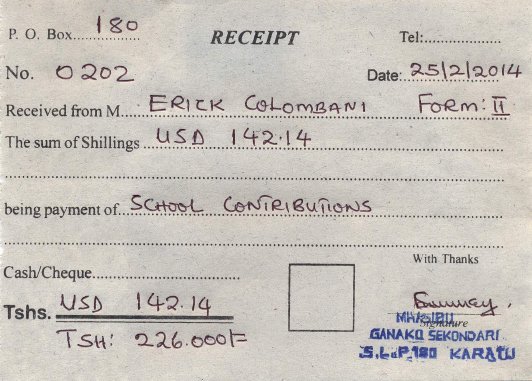 P. O. Box 180 RECEIPT Tel:
No. 0202 Date: 25/2/2014
Received from M ERICK COLOMBANI FORM: II
The sum of Shillings USD 142.14
being payment of SCHOOL CONTRIBUTIONS
With Thanks
Cash/Cheque
Tshs. USD 142.14
TSH: 226.000/=
Signature
MHASIBU
GANAKO SEKONDARI
S.L.P. 180 KARATU